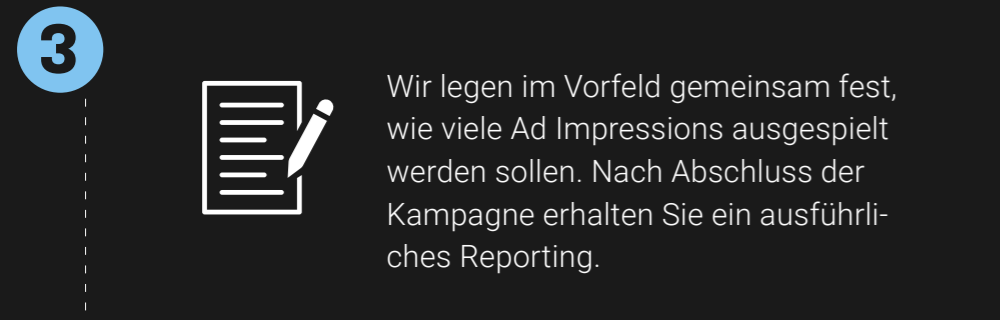 3
Wir legen im Vorfeld gemeinsam fest,
wie viele Ad Impressions ausgespielt
werden sollen. Nach Abschluss der
Kampagne erhalten Sie ein ausführli-
ches Reporting.